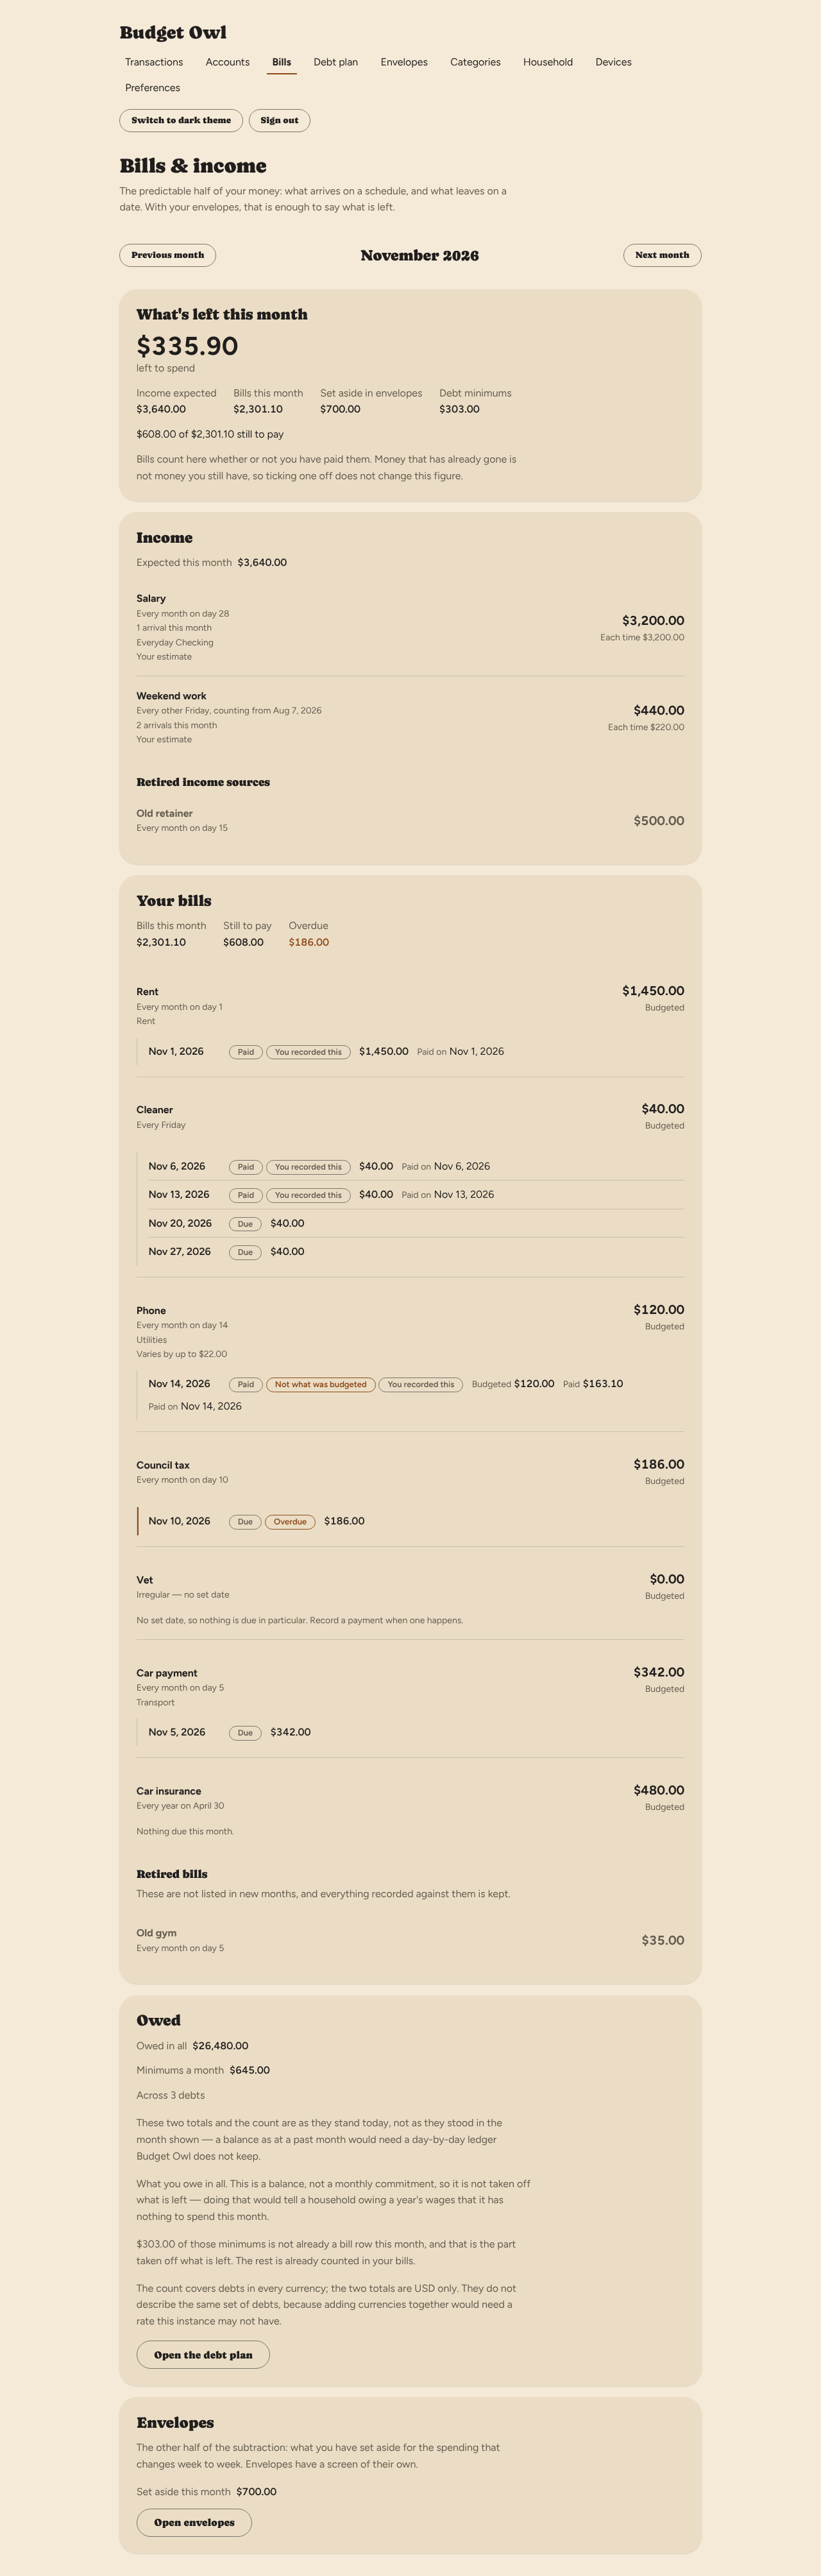 Budget Owl
Transactions Accounts Bills Debt plan Envelopes Categories Household Devices
Preferences
Switch to dark theme Sign out
Bills & income
The predictable half of your money: what arrives on a schedule, and what leaves on a
date. With your envelopes, that is enough to say what is left.
Previous month November 2026 Next month
What's left this month
$335.90
left to spend
Income expected Bills this month Set aside in envelopes Debt minimums
$3,640.00 $2,301.10 $700.00 $303.00
$608.00 of $2,301.10 still to pay
Bills count here whether or not you have paid them. Money that has already gone is
not money you still have, so ticking one off does not change this figure.
Income
Expected this month $3,640.00
Salary
Every month on day 28
1 arrival this month
Everyday Checking
Your estimate
$3,200.00
Each time $3,200.00
Weekend work
Every other Friday, counting from Aug 7, 2026
2 arrivals this month
Your estimate
$440.00
Each time $220.00
Retired income sources
Old retainer
Every month on day 15
$500.00
Your bills
Bills this month Still to pay Overdue
$2,301.10 $608.00 $186.00
Rent
Every month on day 1
Rent
$1,450.00
Budgeted
Nov 1, 2026 Paid You recorded this $1,450.00 Paid on Nov 1, 2026
Cleaner
Every Friday
$40.00
Budgeted
Nov 6, 2026 Paid You recorded this $40.00 Paid on Nov 6, 2026
Nov 13, 2026 Paid You recorded this $40.00 Paid on Nov 13, 2026
Nov 20, 2026 Due $40.00
Nov 27, 2026 Due $40.00
Phone
Every month on day 14
Utilities
Varies by up to $22.00
$120.00
Budgeted
Nov 14, 2026 Paid Not what was budgeted You recorded this Budgeted $120.00 Paid $163.10
Paid on Nov 14, 2026
Council tax
Every month on day 10
$186.00
Budgeted
Nov 10, 2026 Due Overdue $186.00
Vet
Irregular — no set date
$0.00
Budgeted
No set date, so nothing is due in particular. Record a payment when one happens.
Car payment
Every month on day 5
Transport
$342.00
Budgeted
Nov 5, 2026 Due $342.00
Car insurance
Every year on April 30
$480.00
Budgeted
Nothing due this month.
Retired bills
These are not listed in new months, and everything recorded against them is kept.
Old gym
Every month on day 5
$35.00
Owed
Owed in all $26,480.00
Minimums a month $645.00
Across 3 debts
These two totals and the count are as they stand today, not as they stood in the
month shown — a balance as at a past month would need a day-by-day ledger
Budget Owl does not keep.
What you owe in all. This is a balance, not a monthly commitment, so it is not taken off
what is left — doing that would tell a household owing a year's wages that it has
nothing to spend this month.
$303.00 of those minimums is not already a bill row this month, and that is the part
taken off what is left. The rest is already counted in your bills.
The count covers debts in every currency; the two totals are USD only. They do not
describe the same set of debts, because adding currencies together would need a
rate this instance may not have.
Open the debt plan
Envelopes
The other half of the subtraction: what you have set aside for the spending that
changes week to week. Envelopes have a screen of their own.
Set aside this month $700.00
Open envelopes